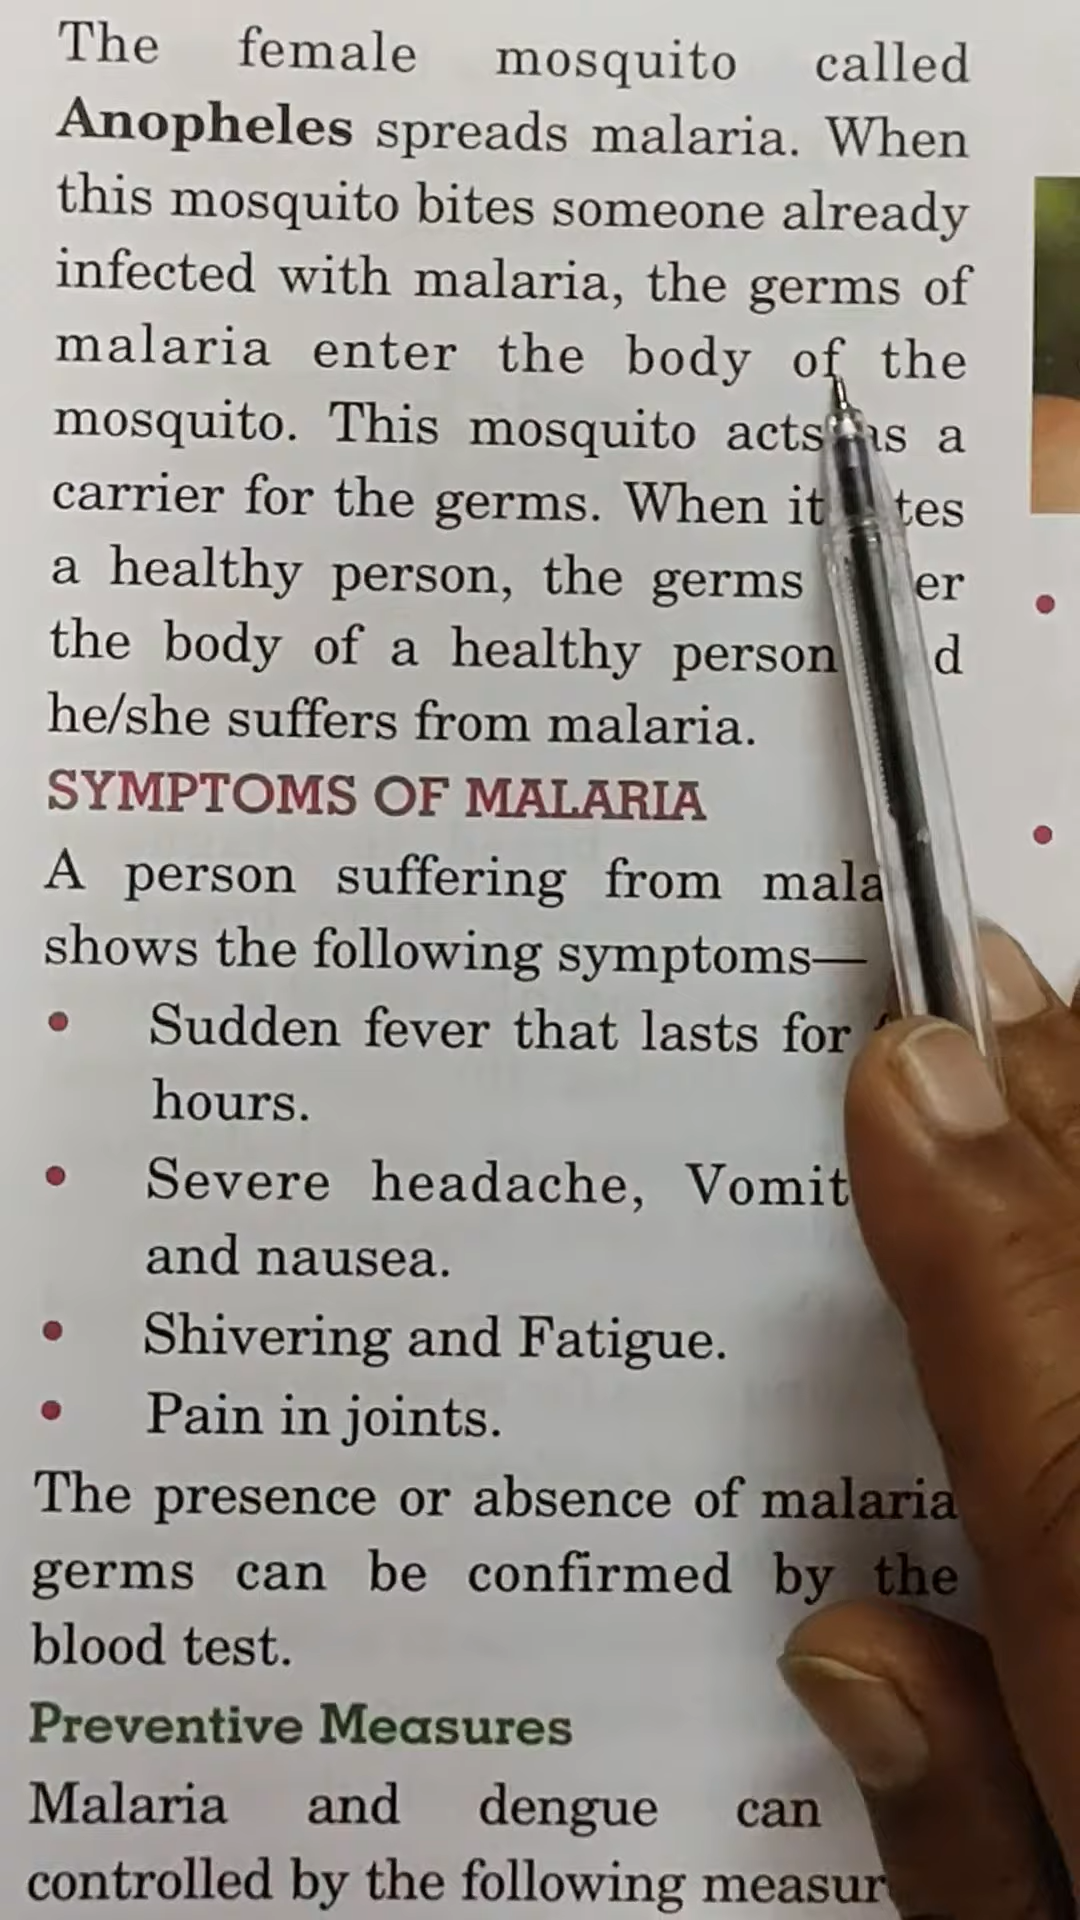 The female mosquito called
Anopheles spreads malaria. When
this mosquito bites someone already
infected with malaria, the germs of
malaria enter the body of the
mosquito. This mosquito acts as a
carrier for the germs. When it
a healthy person, the germs
the body of a healthy person
he/she suffers from malaria.
SYMPTOMS OF MALARIA
A person suffering from
shows the following symptoms—
• Sudden fever that lasts for
hours.
• Severe headache,
and nausea.
• Shivering and Fatigue.
• Pain in joints.
The presence or absence of malaria
germs can be confirmed by the
blood test.
Preventive Measures
Malaria and dengue can
controlled by the following